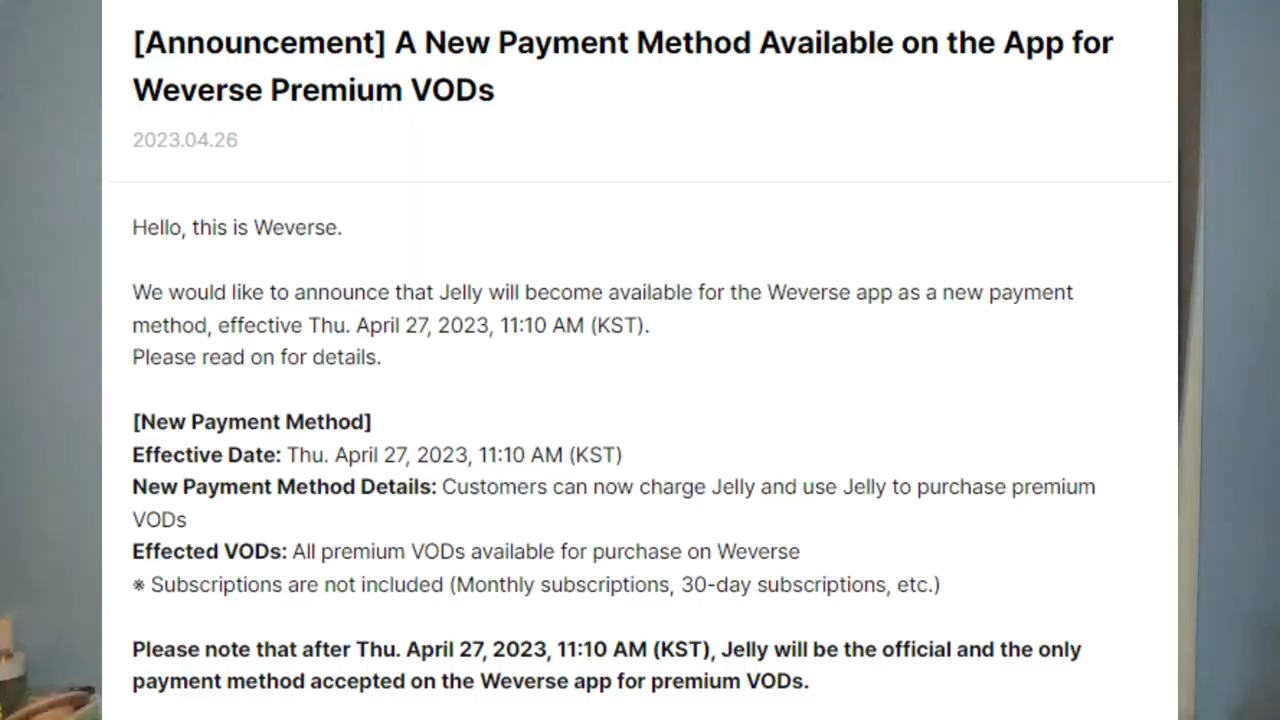 [Announcement] A New Payment Method Available on the App for
Weverse Premium VODs
2023.04.26
Hello, this is Weverse.
We would like to announce that Jelly will become available for the Weverse app as a new payment
method, effective Thu. April 27, 2023, 11:10 AM (KST).
Please read on for details.
[New Payment Method]
Effective Date: Thu. April 27, 2023, 11:10 AM (KST)
New Payment Method Details: Customers can now charge Jelly and use Jelly to purchase premium
VODs
Effected VODs: All premium VODs available for purchase on Weverse
※ Subscriptions are not included (Monthly subscriptions, 30-day subscriptions, etc.)
Please note that after Thu. April 27, 2023, 11:10 AM (KST), Jelly will be the official and the only
payment method accepted on the Weverse app for premium VODs.